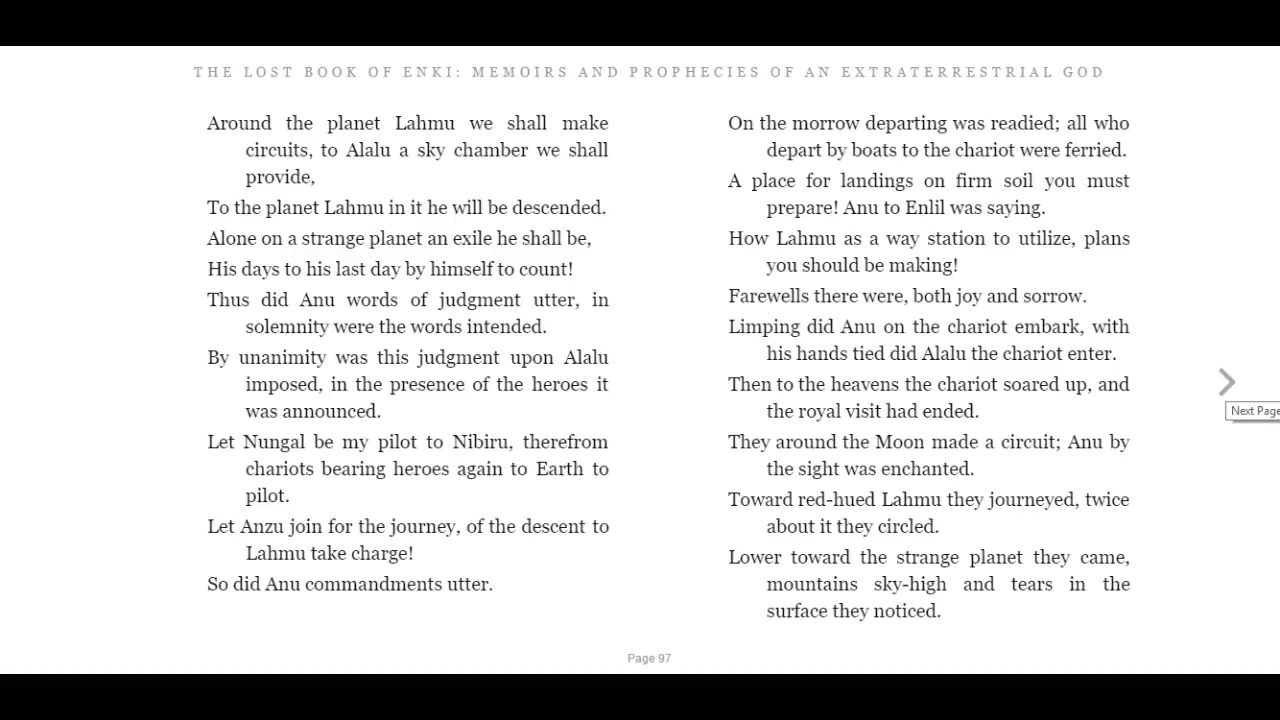 THE LOST BOOK OF ENKI: MEMOIRS AND PROPHECIES OF AN EXTRATERRESTRIAL GOD
Around the planet Lahmu we shall make
circuits, to Alalu a sky chamber we shall
provide,
To the planet Lahmu in it he will be descended.
Alone on a strange planet an exile he shall be,
His days to his last day by himself to count!
Thus did Anu words of judgment utter, in
solemnity were the words intended.
By unanimity was this judgment upon Alalu
imposed, in the presence of the heroes it
was announced.
Let Nungal be my pilot to Nibiru, therefrom
chariots bearing heroes again to Earth to
pilot.
Let Anzu join for the journey, of the descent to
Lahmu take charge!
So did Anu commandments utter.
On the morrow departing was readied; all who
depart by boats to the chariot were ferried.
A place for landings on firm soil you must
prepare! Anu to Enlil was saying.
How Lahmu as a way station to utilize, plans
you should be making!
Farewells there were, both joy and sorrow.
Limping did Anu on the chariot embark, with
his hands tied did Alalu the chariot enter.
Then to the heavens the chariot soared up, and
the royal visit had ended.
They around the Moon made a circuit; Anu by
the sight was enchanted.
Toward red-hued Lahmu they journeyed, twice
about it they circled.
Lower toward the strange planet they came,
mountains sky-high and tears in the
surface they noticed.
Next Page
Page 97